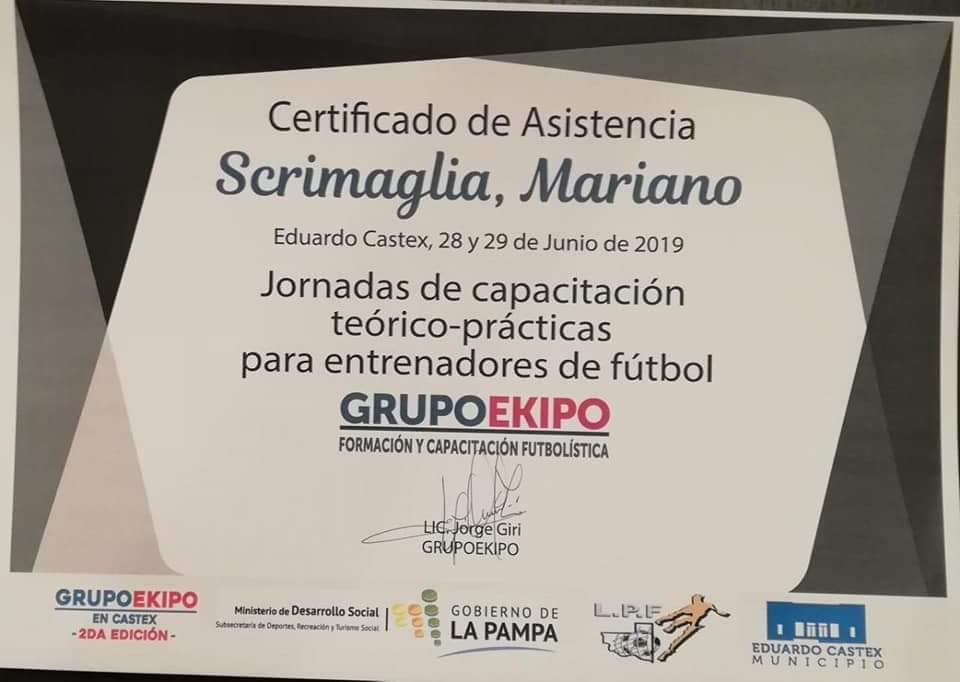 Certificado de Asistencia
Scrimaglia, Mariano
Eduardo Castex, 28 y 29 de Junio de 2019
Jornadas de capacitación
teórico-prácticas
para entrenadores de fútbol
GRUPOEKIPO
FORMACIÓN Y CAPACITACIÓN FUTBOLÍSTICA
LIC. Jorge Giri
GRUPOEKIPO
GRUPOEKIPO
EN CASTEX
- 2DA EDICIÓN -
Ministerio de Desarrollo Social
Subsecretaría de Deportes, Recreación y Turismo Social
GOBIERNO DE
LA PAMPA
L.P.F
EDUARDO CASTEX
MUNICIPIO